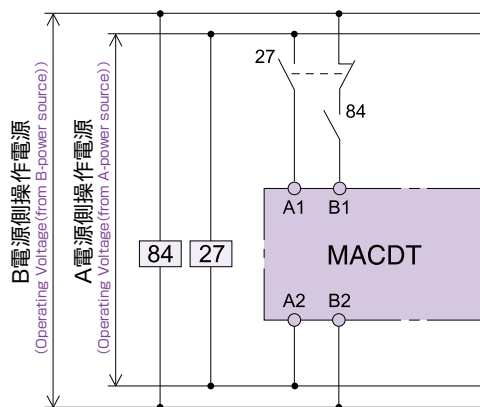 B電源側操作電源
(Operating Voltage(from B-power source))
A電源側操作電源
(Operating Voltage(from A-power source))
84
27
27
84
A1
B1
MACDT
A2
B2